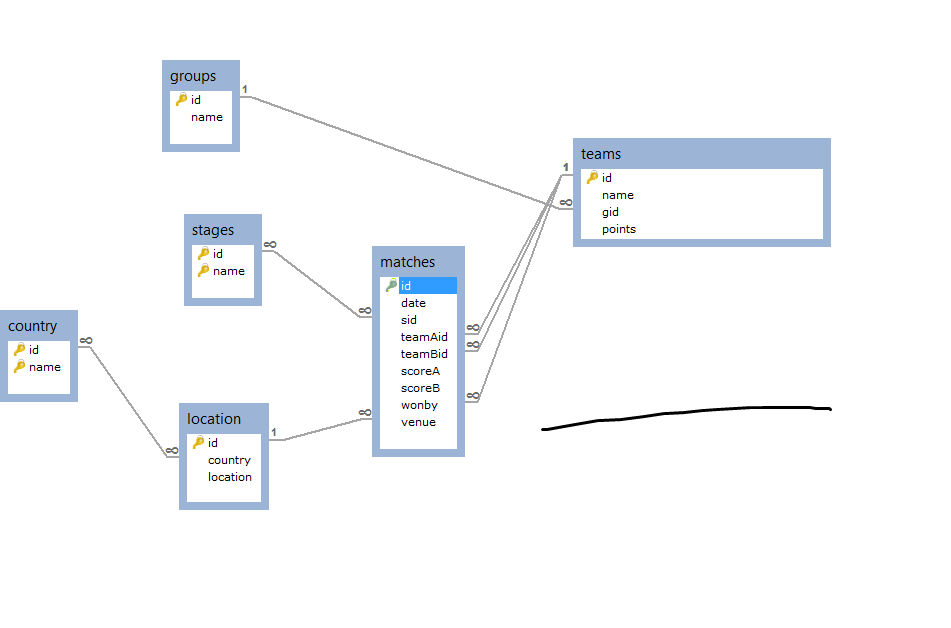 groups
id
name
1
teams
1
id
name
∞
gid
points
stages
id
∞
name
matches
id
date
∞
sid
∞
teamAid
∞
teamBid
scoreA
∞
scoreB
wonby
∞
venue
country
∞
id
name
∞
location
1
id
country
location